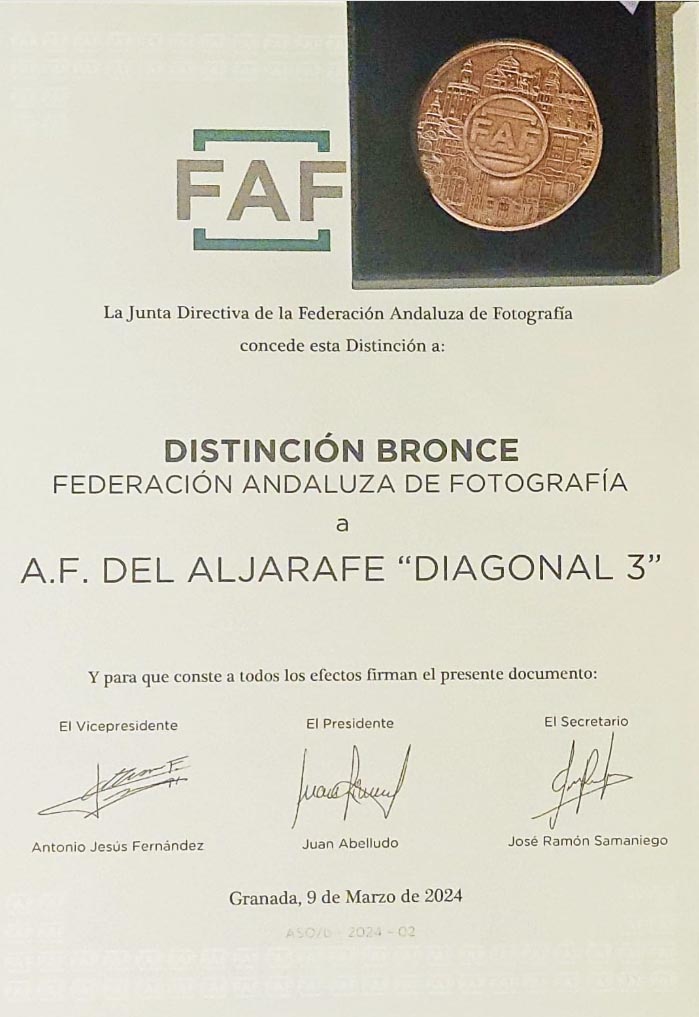 FAF
FAF
La Junta Directiva de la Federación Andaluza de Fotografía
concede esta Distinción a:
DISTINCIÓN BRONCE
FEDERACIÓN ANDALUZA DE FOTOGRAFÍA
a
A.F. DEL ALJARAFE “DIAGONAL 3”
Y para que conste a todos los efectos firman el presente documento:
El Vicepresidente El Presidente El Secretario
Antonio Jesús Fernández Juan Abelludo José Ramón Samaniego
Granada, 9 de Marzo de 2024
2024 - 02